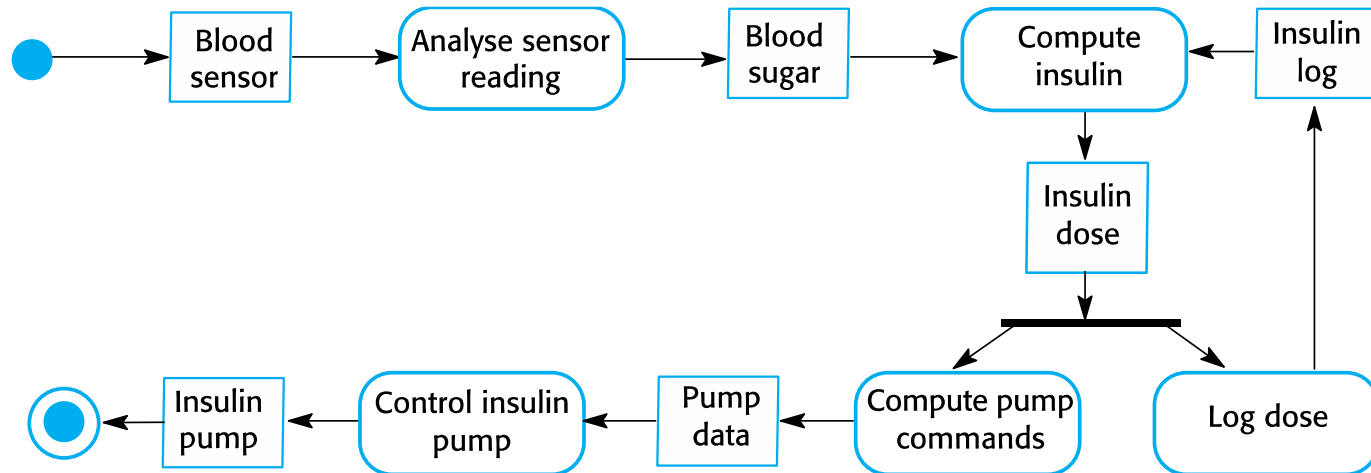 Blood
sensor
Analyse sensor
reading
Blood
sugar
Compute
insulin
Insulin
log
Insulin
dose
Insulin
pump
Control insulin
pump
Pump
data
Compute pump
commands
Log dose